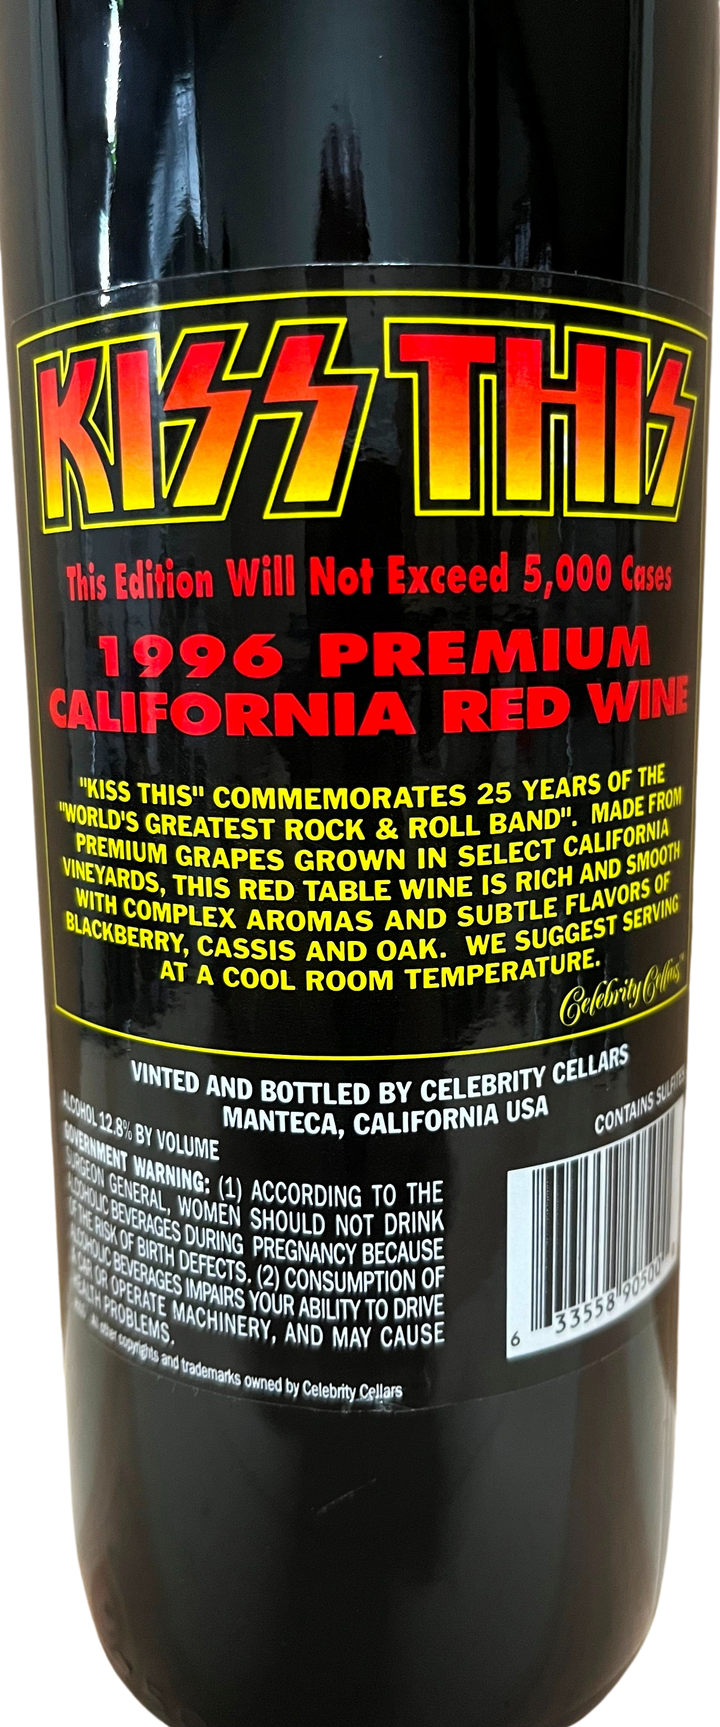 KISS THIS
This Edition Will Not Exceed 5,000 Cases
1996 PREMIUM
CALIFORNIA RED WINE
"KISS THIS" COMMEMORATES 25 YEARS OF THE
"WORLD'S GREATEST ROCK & ROLL BAND". MADE FROM
PREMIUM GRAPES GROWN IN SELECT CALIFORNIA
VINEYARDS, THIS RED TABLE WINE IS RICH AND SMOOTH
WITH COMPLEX AROMAS AND SUBTLE FLAVORS OF
BLACKBERRY, CASSIS AND OAK. WE SUGGEST SERVING
AT A COOL ROOM TEMPERATURE.
Celebrity Cellars™
VINTED AND BOTTLED BY CELEBRITY CELLARS
MANTECA, CALIFORNIA USA
CONTAINS SULFITES
ALCOHOL 12.8% BY VOLUME
GOVERNMENT WARNING: (1) ACCORDING TO THE
SURGEON GENERAL, WOMEN SHOULD NOT DRINK
ALCOHOLIC BEVERAGES DURING PREGNANCY BECAUSE
OF THE RISK OF BIRTH DEFECTS. (2) CONSUMPTION OF
ALCOHOLIC BEVERAGES IMPAIRS YOUR ABILITY TO DRIVE
A CAR OR OPERATE MACHINERY, AND MAY CAUSE
HEALTH PROBLEMS.
All other copyrights and trademarks owned by Celebrity Cellars
6 33558 90500